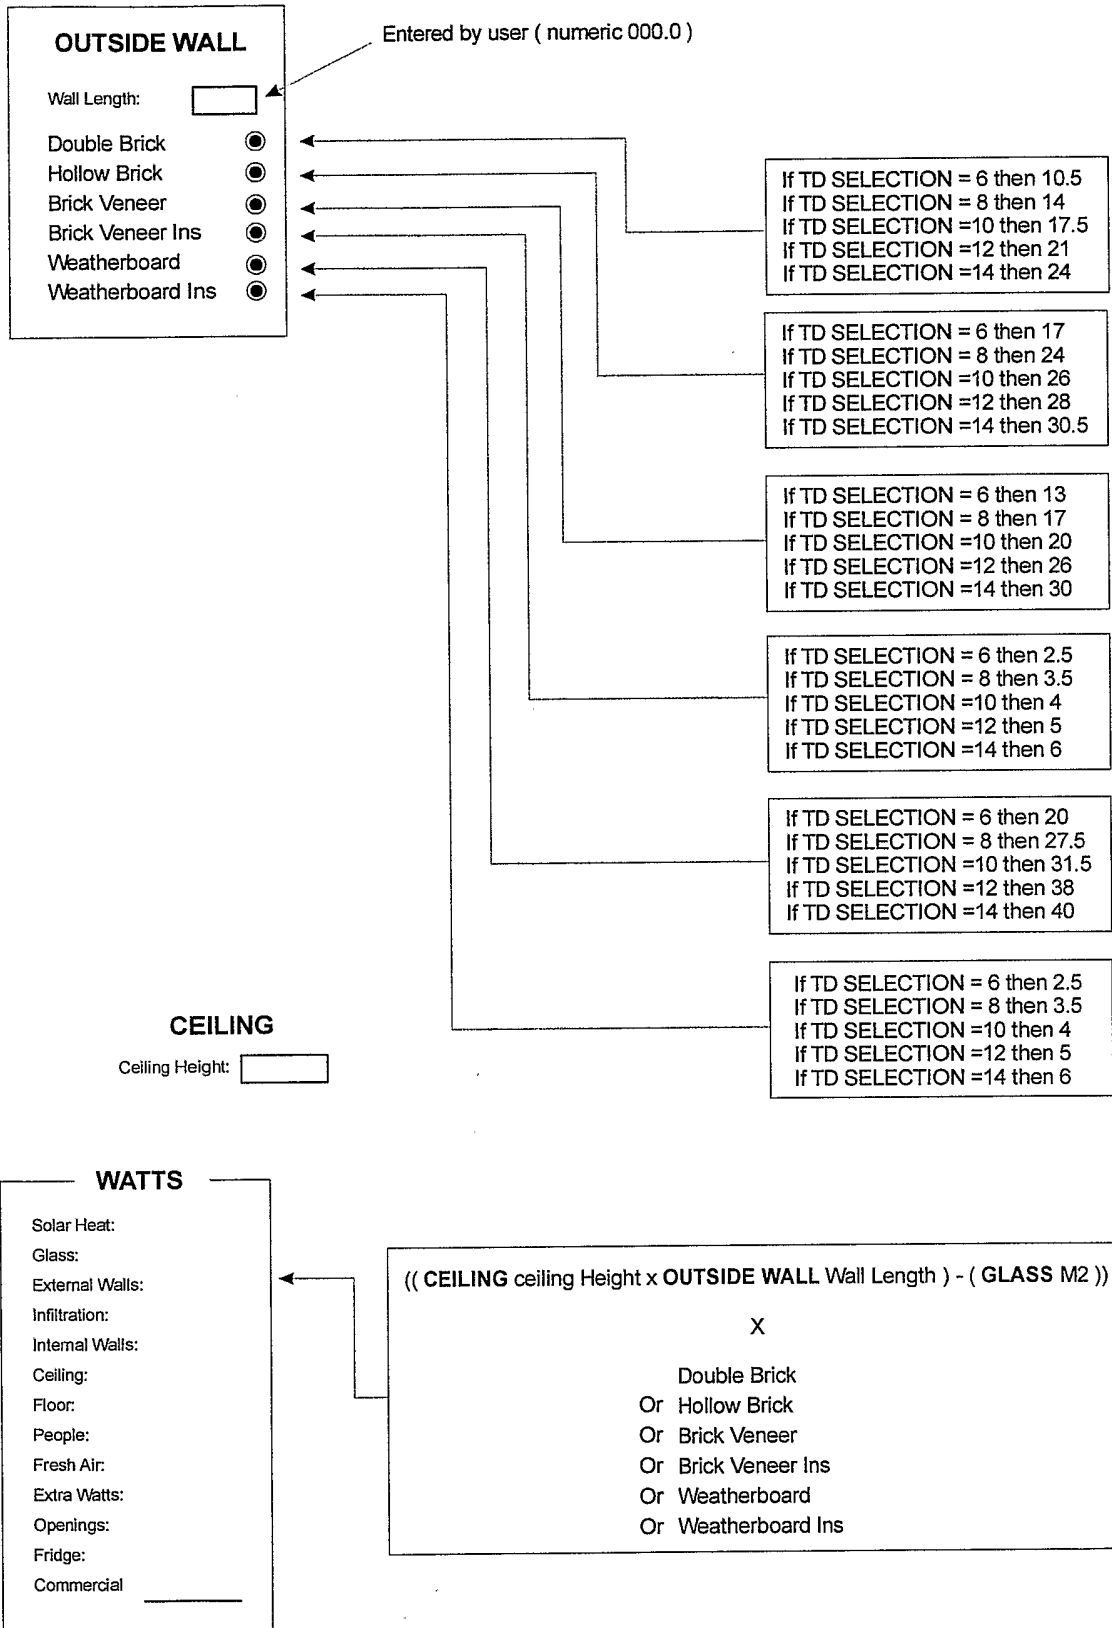 OUTSIDE WALL
Entered by user ( numeric 000.0 )
Wall Length:
Double Brick
Hollow Brick
Brick Veneer
Brick Veneer Ins
Weatherboard
Weatherboard Ins
If TD SELECTION = 6 then 10.5
If TD SELECTION = 8 then 14
If TD SELECTION =10 then 17.5
If TD SELECTION =12 then 21
If TD SELECTION =14 then 24
If TD SELECTION = 6 then 17
If TD SELECTION = 8 then 24
If TD SELECTION =10 then 26
If TD SELECTION =12 then 28
If TD SELECTION =14 then 30.5
If TD SELECTION = 6 then 13
If TD SELECTION = 8 then 17
If TD SELECTION =10 then 20
If TD SELECTION =12 then 26
If TD SELECTION =14 then 30
If TD SELECTION = 6 then 2.5
If TD SELECTION = 8 then 3.5
If TD SELECTION =10 then 4
If TD SELECTION =12 then 5
If TD SELECTION =14 then 6
If TD SELECTION = 6 then 20
If TD SELECTION = 8 then 27.5
If TD SELECTION =10 then 31.5
If TD SELECTION =12 then 38
If TD SELECTION =14 then 40
If TD SELECTION = 6 then 2.5
If TD SELECTION = 8 then 3.5
If TD SELECTION =10 then 4
If TD SELECTION =12 then 5
If TD SELECTION =14 then 6
CEILING
Ceiling Height:
WATTS
Solar Heat:
Glass:
External Walls:
Infiltration:
Internal Walls:
Ceiling:
Floor:
People:
Fresh Air:
Extra Watts:
Openings:
Fridge:
Commercial
(( CEILING ceiling Height x OUTSIDE WALL Wall Length ) - ( GLASS M2 ))
X
Double Brick
Or Hollow Brick
Or Brick Veneer
Or Brick Veneer Ins
Or Weatherboard
Or Weatherboard Ins